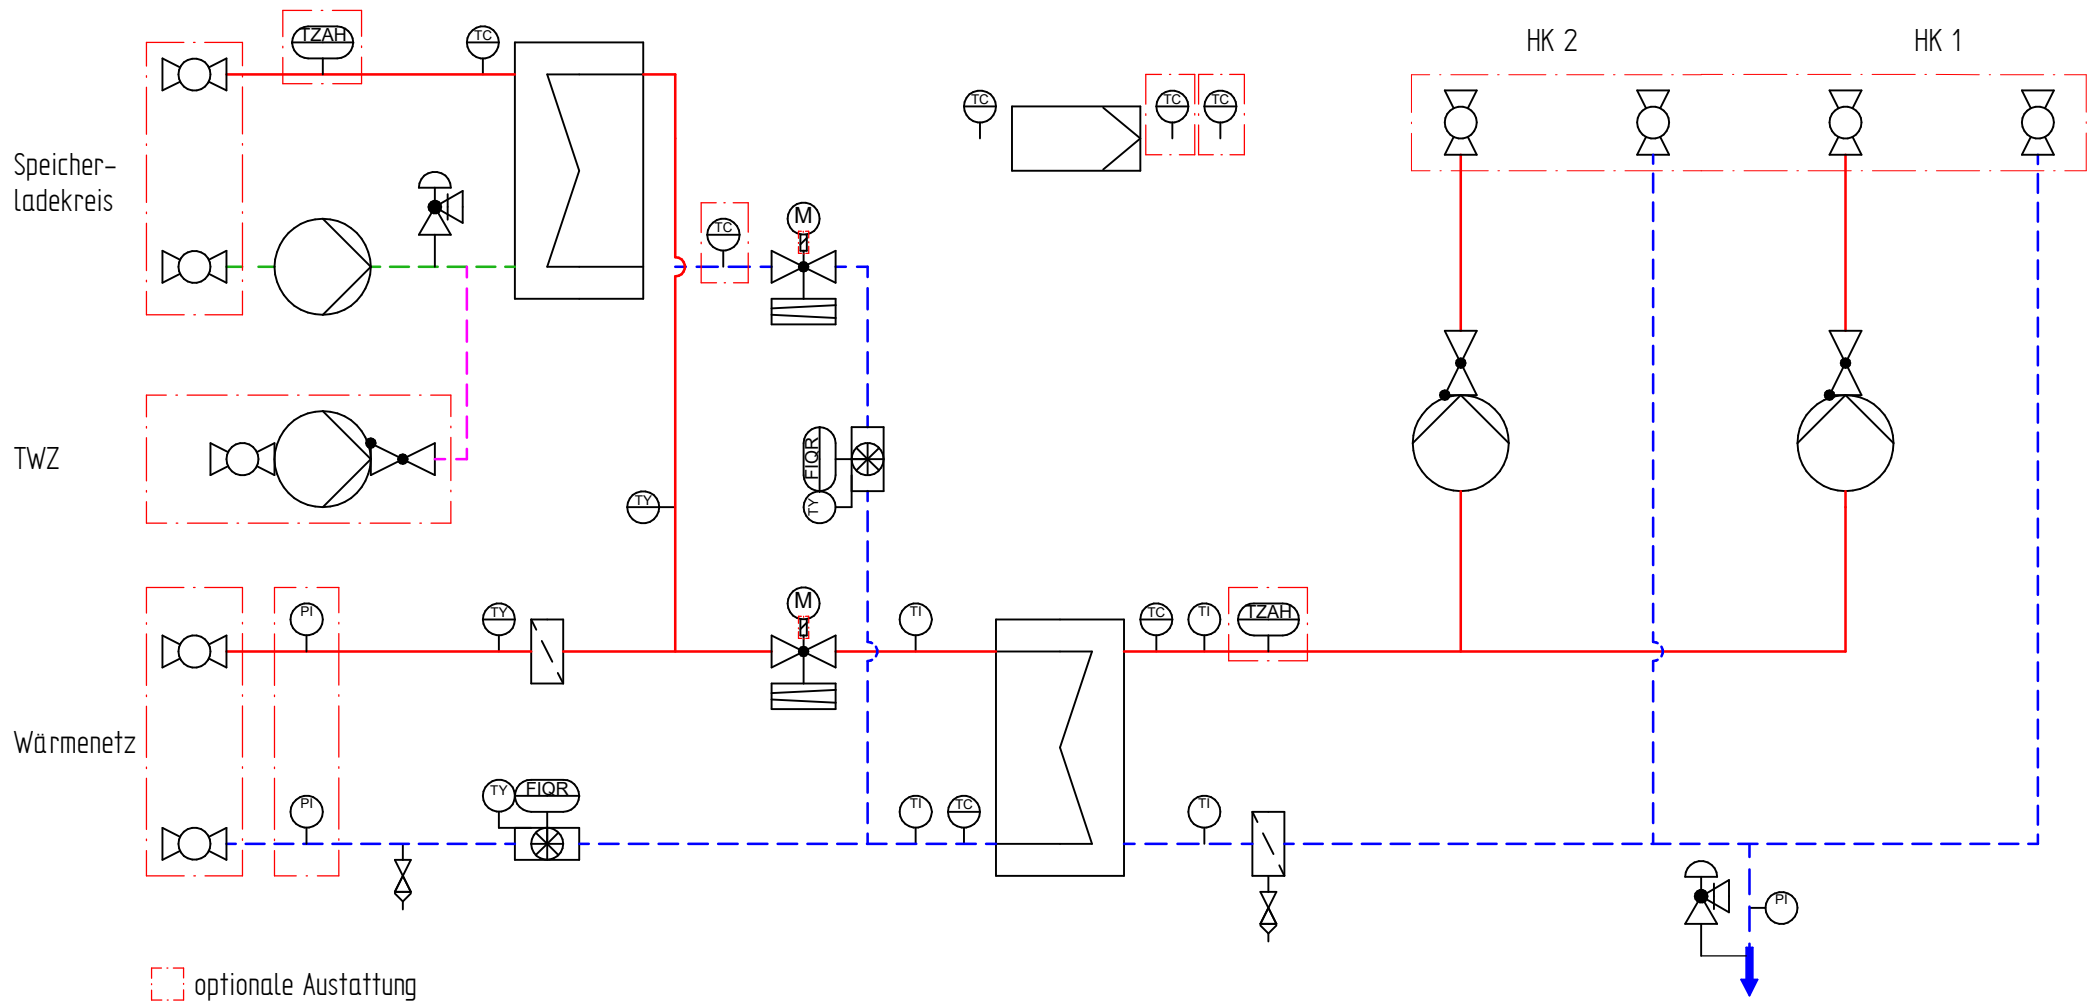 TZAH
TC
HK 2
HK 1
TC
TC
TC
Speicher-
ladekreis
M
TC
TWZ
FIQR
TY
TY
M
PI
TY
TI
TC
TI
TZAH
Wärmenetz
PI
TY
FIQR
TI
TC
TI
PI
optionale Austattung